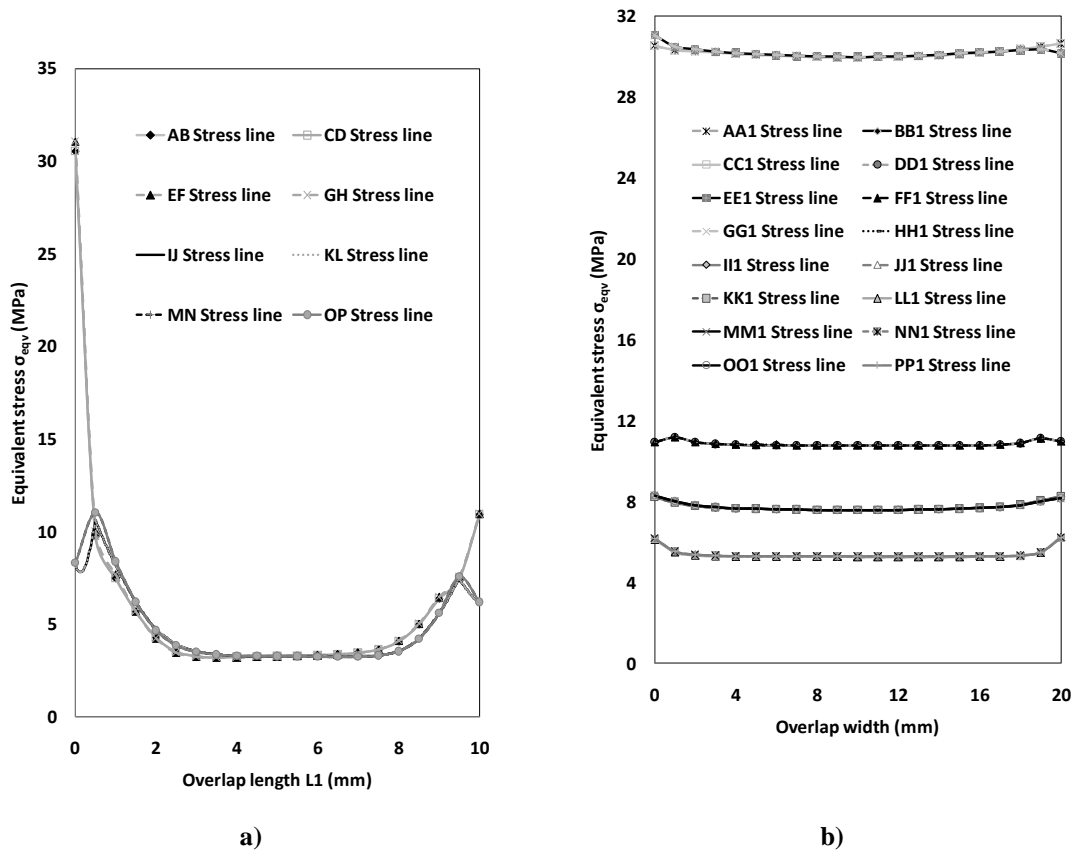 35
30
25
20
15
10
5
0
Equivalent stress σeqv (MPa)
AB Stress line
CD Stress line
EF Stress line
GH Stress line
IJ Stress line
KL Stress line
MN Stress line
OP Stress line
0 2 4 6 8 10
Overlap length L1 (mm)
a)
32
28
24
20
16
12
8
4
0
Equivalent stress σeqv (MPa)
AA1 Stress line
BB1 Stress line
CC1 Stress line
DD1 Stress line
EE1 Stress line
FF1 Stress line
GG1 Stress line
HH1 Stress line
II1 Stress line
JJ1 Stress line
KK1 Stress line
LL1 Stress line
MM1 Stress line
NN1 Stress line
OO1 Stress line
PP1 Stress line
0 4 8 12 16 20
Overlap width (mm)
b)